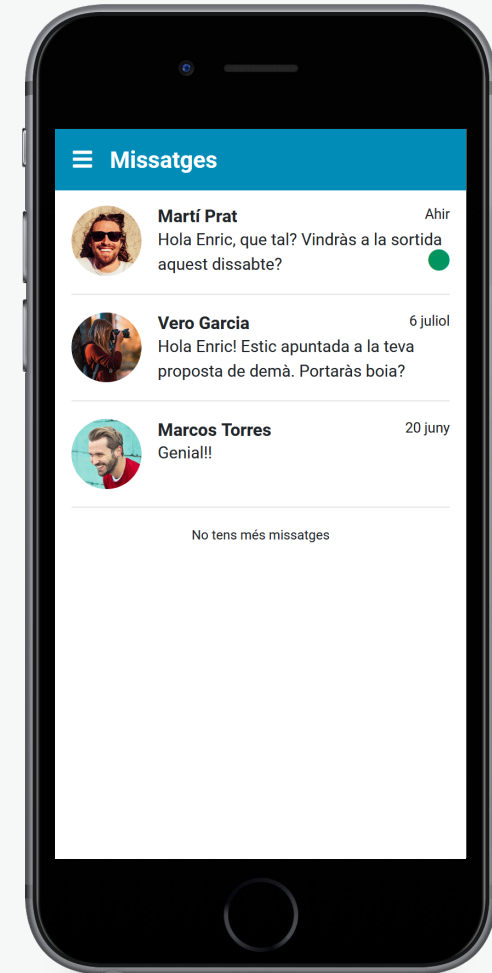 Missatges
Martí Prat
Ahir
Hola Enric, que tal? Vindràs a la sortida
aquest dissabte?
Vero Garcia
6 juliol
Hola Enric! Estic apuntada a la teva
proposta de demà. Portaràs boia?
Marcos Torres
20 juny
Genial!!
No tens més missatges